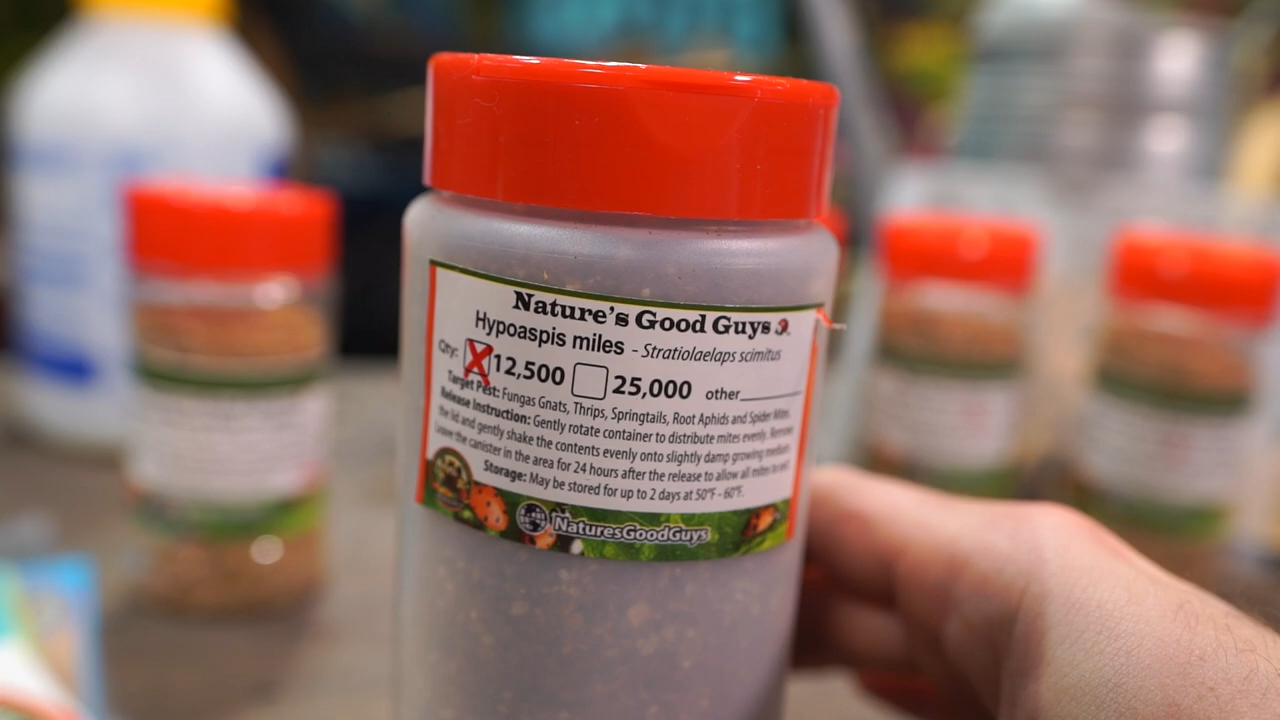 Nature's Good Guys
Hypoaspis miles - Stratiolaelaps scimitus
Qty: X 12,500 25,000 other
Target Pest: Fungas Gnats, Thrips, Springtails, Root Aphids and Spider Mites.
Release Instruction: Gently rotate container to distribute mites evenly. Remove
the lid and gently shake the contents evenly onto slightly damp growing medium.
Leave the canister in the area for 24 hours after the release to allow all mites to
Storage: May be stored for up to 2 days at 50°F - 60°F.
NaturesGoodGuys